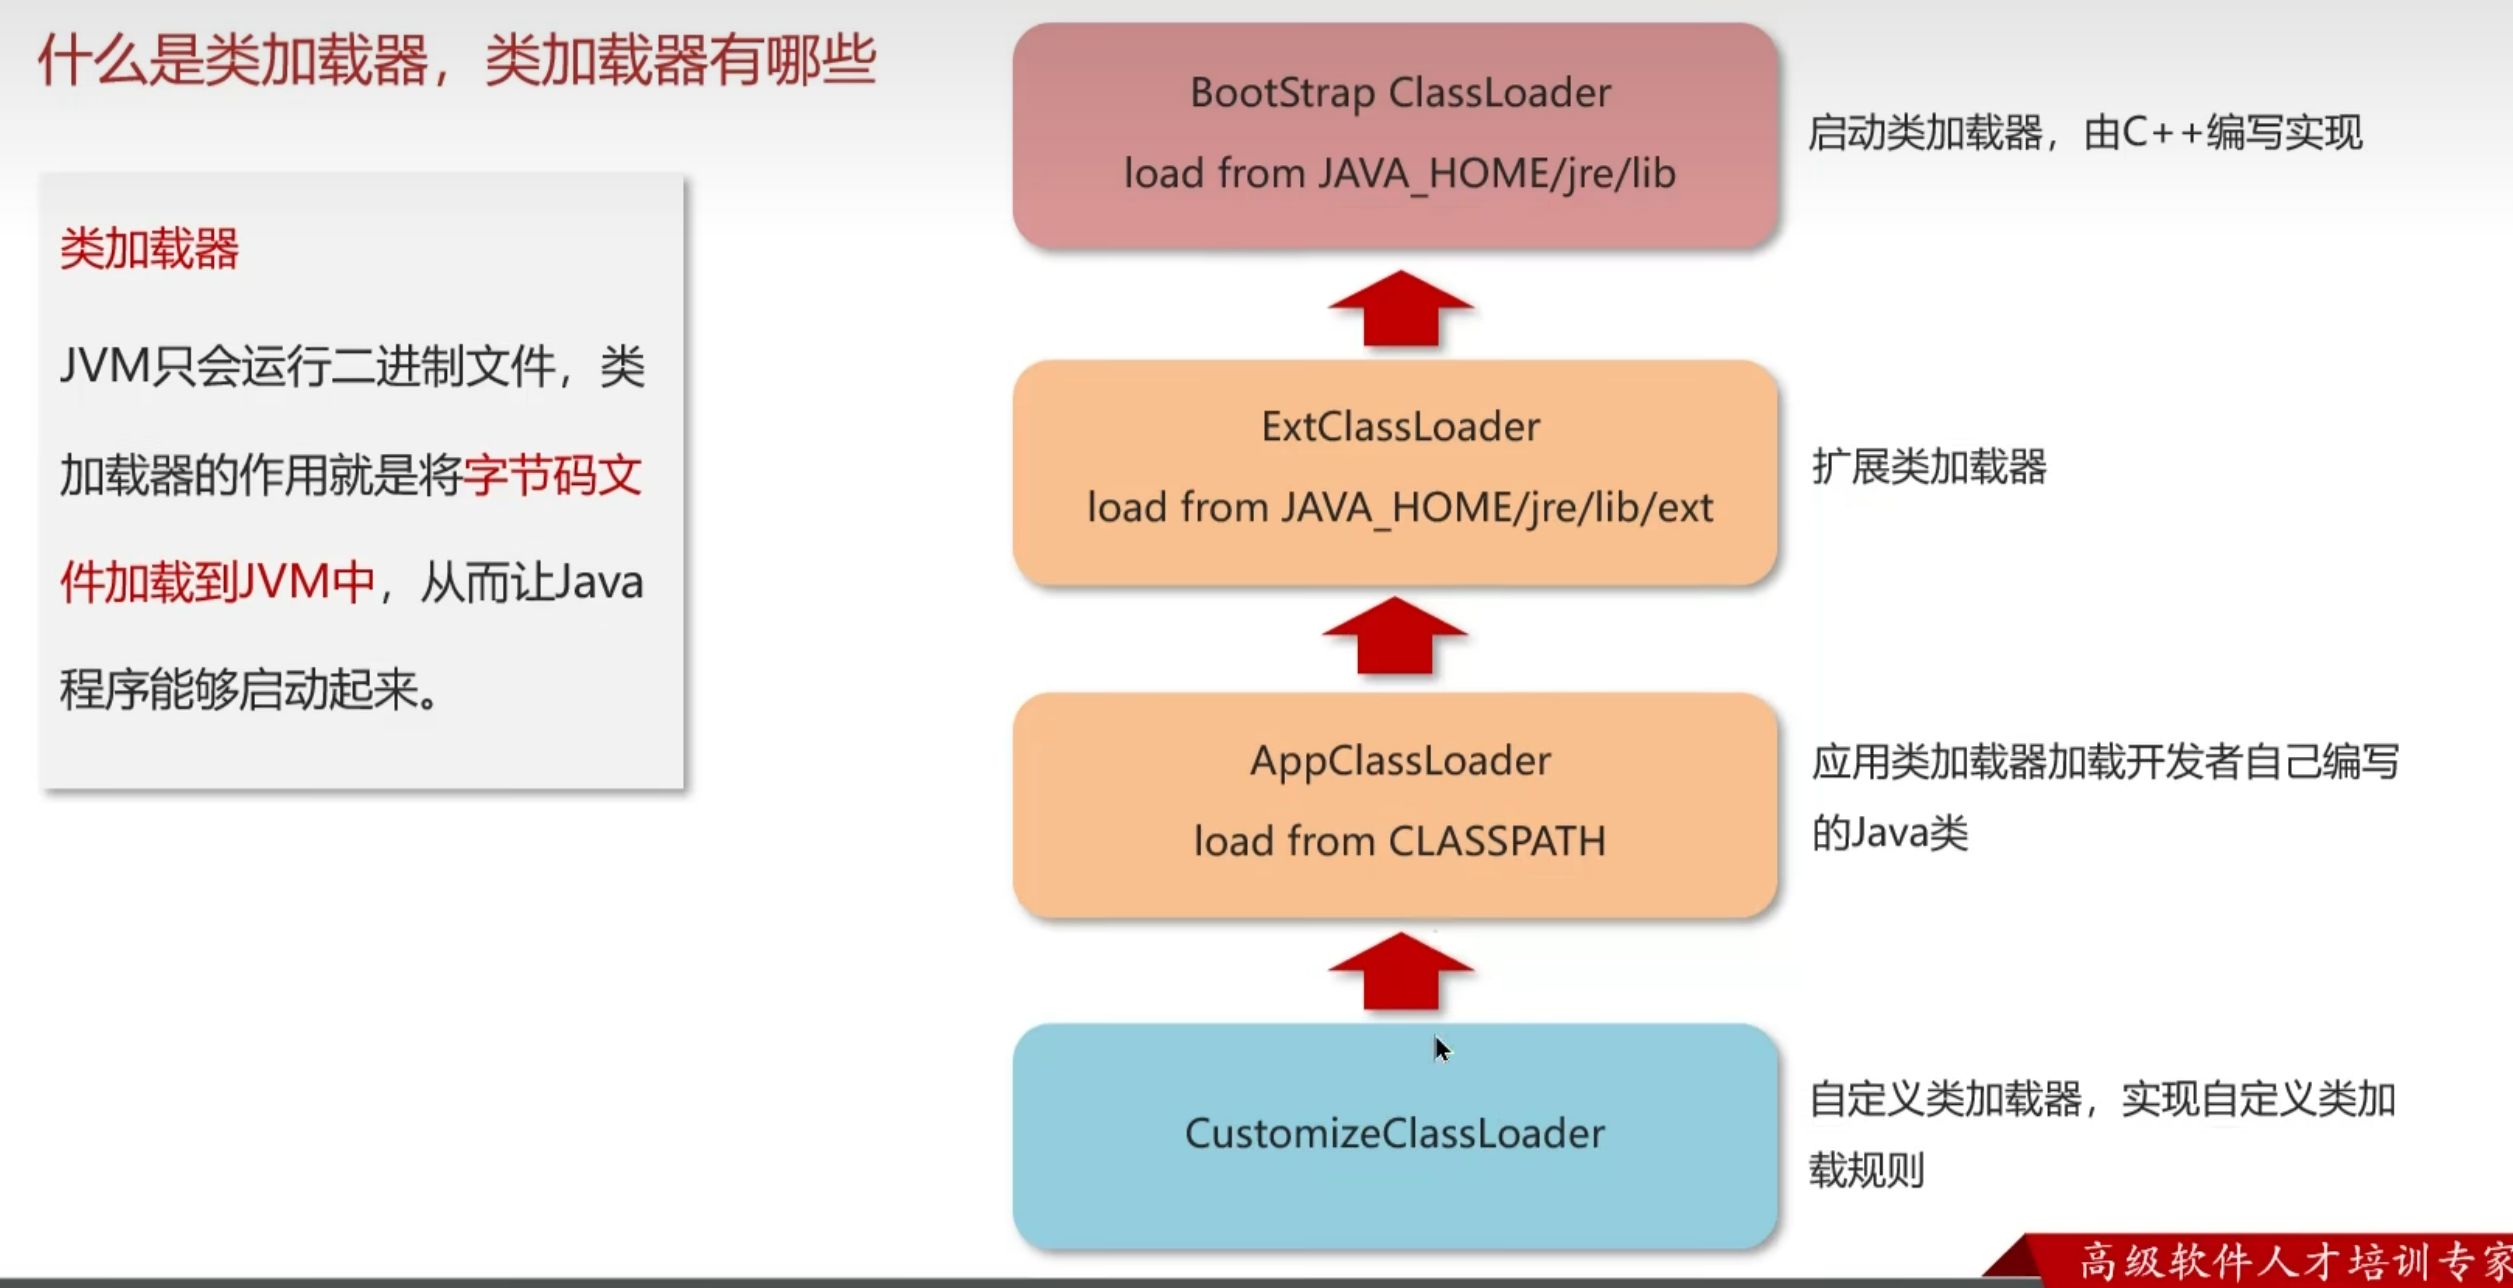 什么是类加载器，类加载器有哪些
类加载器
JVM只会运行二进制文件，类
加载器的作用就是将字节码文
件加载到JVM中，从而让Java
程序能够启动起来。
BootStrap ClassLoader
load from JAVA_HOME/jre/lib
启动类加载器，由C++编写实现
ExtClassLoader
load from JAVA_HOME/jre/lib/ext
扩展类加载器
AppClassLoader
load from CLASSPATH
应用类加载器加载开发者自己编写
的Java类
CustomizeClassLoader
自定义类加载器，实现自定义类加
载规则
高级软件人才培训专家